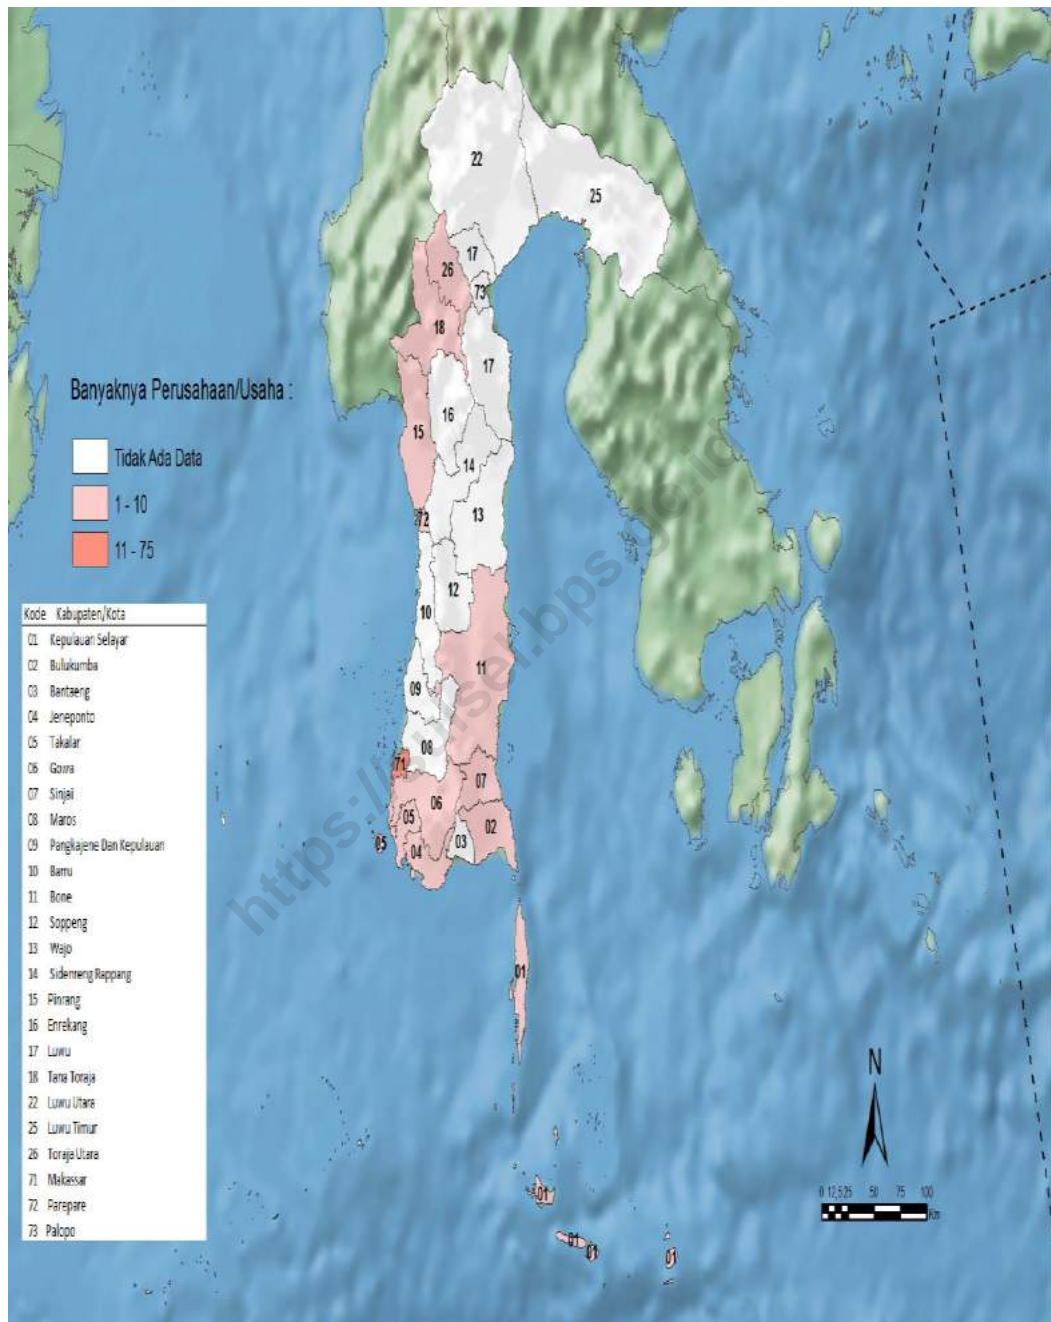 22
25
17
26
73
18
17
16
15
14
72
13
12
10
11
09
08
71
07
06
05
02
03
05
04
01
01
01
01
01
Banyaknya Perusahaan/Usaha :
Tidak Ada Data
1 - 10
11 - 75
Kode Kabupaten/Kota
01 Kepulauan Selayar
02 Bulukumba
03 Bantaeng
04 Jeneponto
05 Takalar
06 Gowa
07 Sinjai
08 Maros
09 Pangkajene Dan Kepulauan
10 Barru
11 Bone
12 Soppeng
13 Wajo
14 Sidenreng Rappang
15 Pinrang
16 Enrekang
17 Luwu
18 Tana Toraja
22 Luwu Utara
25 Luwu Timur
26 Toraja Utara
71 Makassar
72 Parepare
73 Palopo
N
0 12,525 50 75 100
Km
https://sulsel.bps.go.id